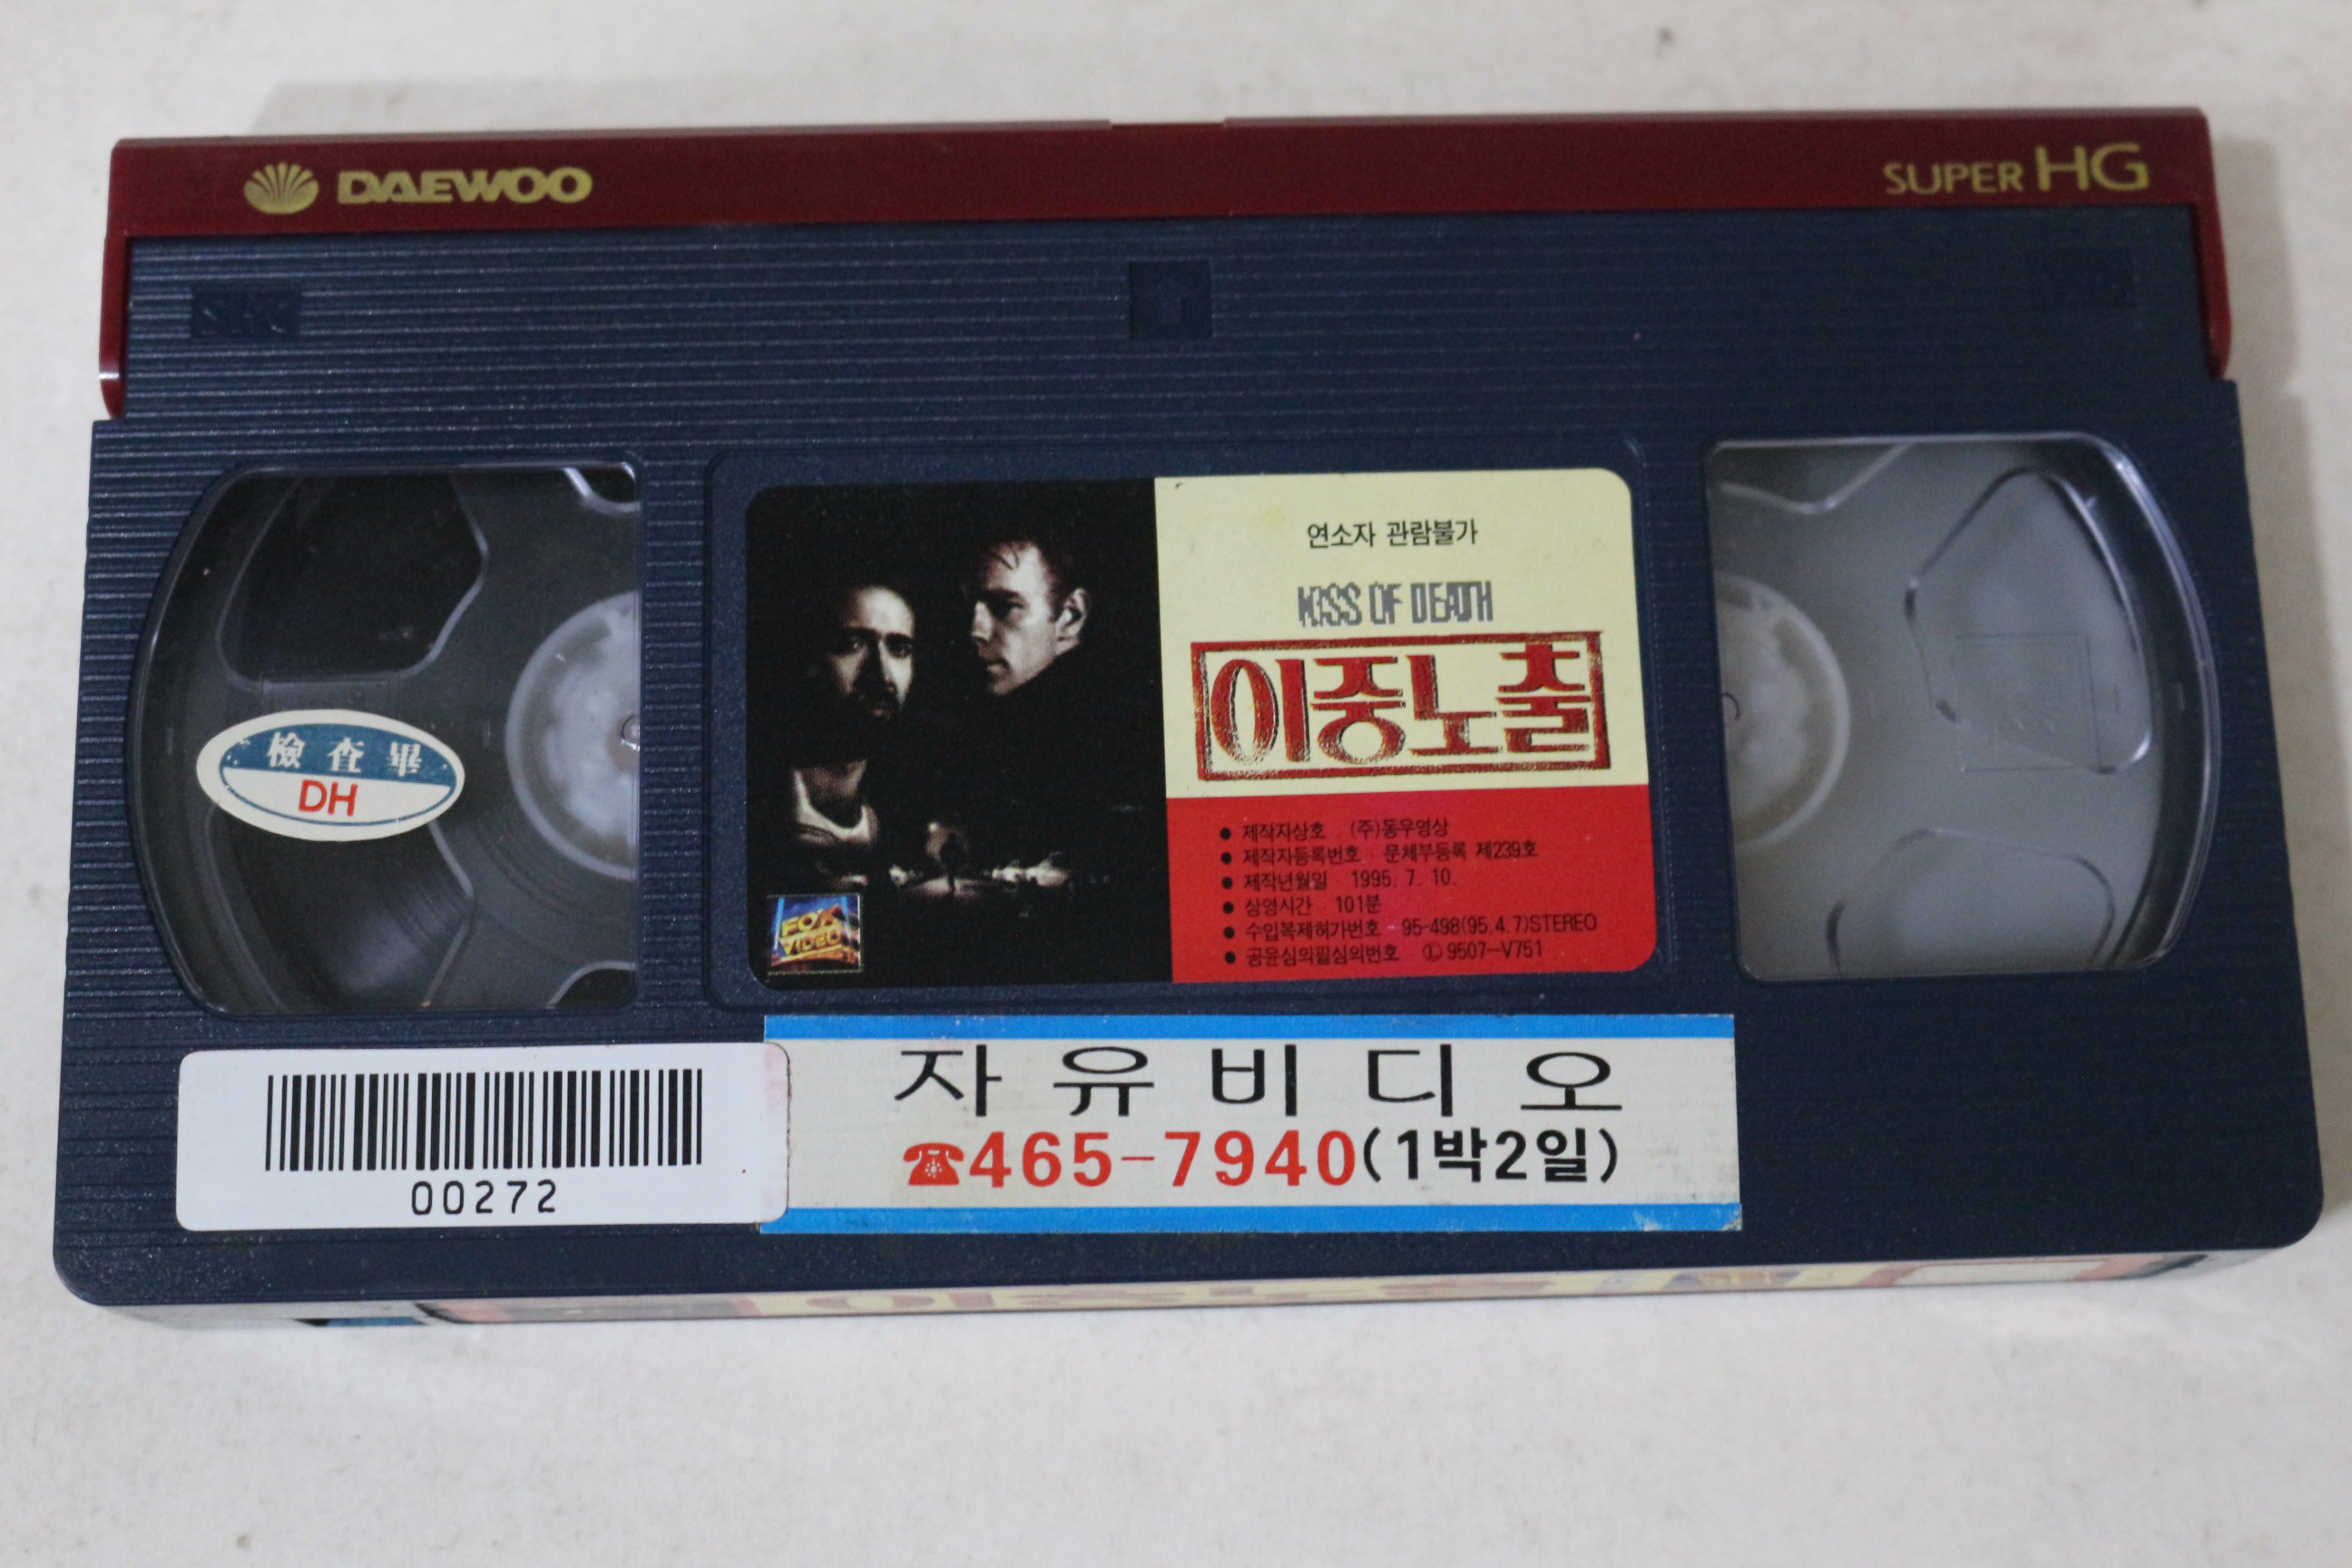 DAEWOO
SUPER HG
연소자 관람불가
KISS OF DEATH
이중노출
檢査畢
DH
FOX
VIDEO
● 제작자상호 : (주)동우영상
● 제작자등록번호 · 문체부등록 제239호
● 제작년월일 1995. 7. 10.
● 상영시간 : 101분
● 수입복제허가번호 - 95-498(95.4.7)STEREO
● 공윤심의필심의번호 ① 9507-V751
자유비디오
☎465-7940(1박2일)
00272